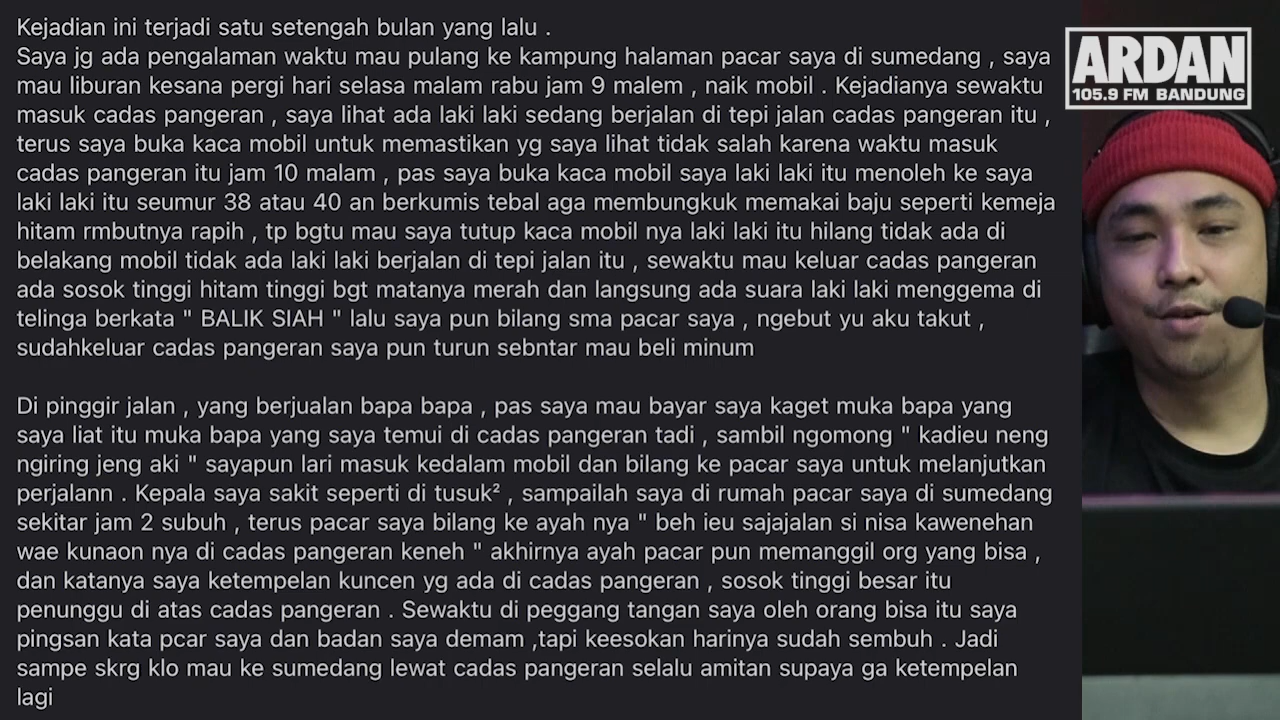 Kejadian ini terjadi satu setengah bulan yang lalu .
Saya jg ada pengalaman waktu mau pulang ke kampung halaman pacar saya di sumedang , saya
mau liburan kesana pergi hari selasa malam rabu jam 9 malem , naik mobil . Kejadianya sewaktu
masuk cadas pangeran , saya lihat ada laki laki sedang berjalan di tepi jalan cadas pangeran itu ,
terus saya buka kaca mobil untuk memastikan yg saya lihat tidak salah karena waktu masuk
cadas pangeran itu jam 10 malam , pas saya buka kaca mobil saya laki laki itu menoleh ke saya
laki laki itu seumur 38 atau 40 an berkumis tebal aga membungkuk memakai baju seperti kemeja
hitam rmbutnya rapih , tp bgtu mau saya tutup kaca mobil nya laki laki itu hilang tidak ada di
belakang mobil tidak ada laki laki berjalan di tepi jalan itu , sewaktu mau keluar cadas pangeran
ada sosok tinggi hitam tinggi bgt matanya merah dan langsung ada suara laki laki menggema di
telinga berkata " BALIK SIAH " lalu saya pun bilang sma pacar saya , ngebut yu aku takut ,
sudahkeluar cadas pangeran saya pun turun sebntar mau beli minum
Di pinggir jalan , yang berjualan bapa bapa , pas saya mau bayar saya kaget muka bapa yang
saya liat itu muka bapa yang saya temui di cadas pangeran tadi , sambil ngomong " kadieu neng
ngiring jeng aki " sayapun lari masuk kedalam mobil dan bilang ke pacar saya untuk melanjutkan
perjalann . Kepala saya sakit seperti di tusuk² , sampailah saya di rumah pacar saya di sumedang
sekitar jam 2 subuh , terus pacar saya bilang ke ayah nya " beh ieu sajajalan si nisa kawenehan
wae kunaon nya di cadas pangeran keneh " akhirnya ayah pacar pun memanggil org yang bisa ,
dan katanya saya ketempelan kuncen yg ada di cadas pangeran , sosok tinggi besar itu
penunggu di atas cadas pangeran . Sewaktu di peggang tangan saya oleh orang bisa itu saya
pingsan kata pcar saya dan badan saya demam ,tapi keesokan harinya sudah sembuh . Jadi
sampe skrg klo mau ke sumedang lewat cadas pangeran selalu amitan supaya ga ketempelan
lagi
ARDAN
105.9 FM BANDUNG